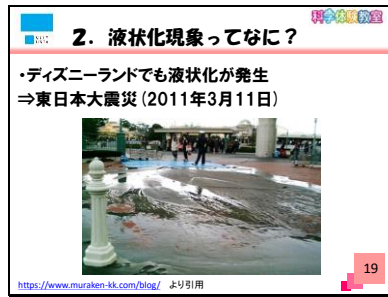 科学体験教室
2. 液状化現象ってなに？
・ディズニーランドでも液状化が発生
⇒東日本大震災(2011年3月11日)
https://www.muraken-kk.com/blog/ より引用
19